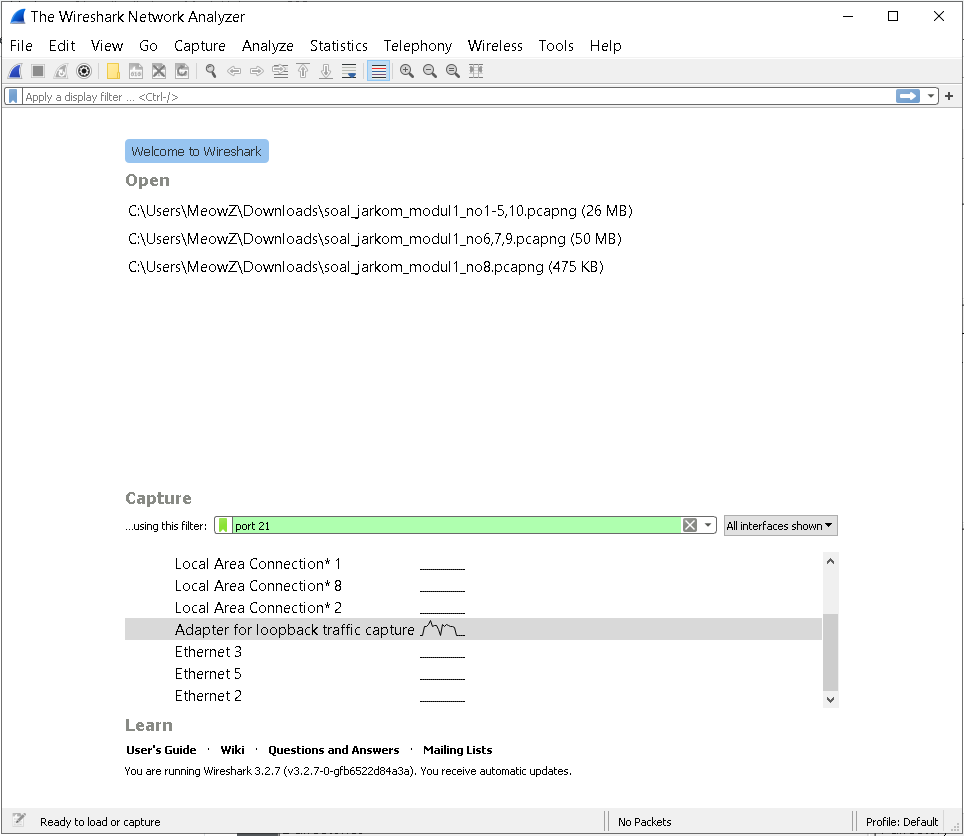 The Wireshark Network Analyzer
File Edit View Go Capture Analyze Statistics Telephony Wireless Tools Help
Apply a display filter ... <Ctrl-/>
Welcome to Wireshark
Open
C:\Users\MeowZ\Downloads\soal_jarkom_modul1_no1-5,10.pcapng (26 MB)
C:\Users\MeowZ\Downloads\soal_jarkom_modul1_no6,7,9.pcapng (50 MB)
C:\Users\MeowZ\Downloads\soal_jarkom_modul1_no8.pcapng (475 KB)
Capture
...using this filter: port 21 All interfaces shown
Local Area Connection* 1
Local Area Connection* 8
Local Area Connection* 2
Adapter for loopback traffic capture
Ethernet 3
Ethernet 5
Ethernet 2
Learn
User's Guide · Wiki · Questions and Answers · Mailing Lists
You are running Wireshark 3.2.7 (v3.2.7-0-gfb6522d84a3a). You receive automatic updates.
Ready to load or capture No Packets Profile: Default